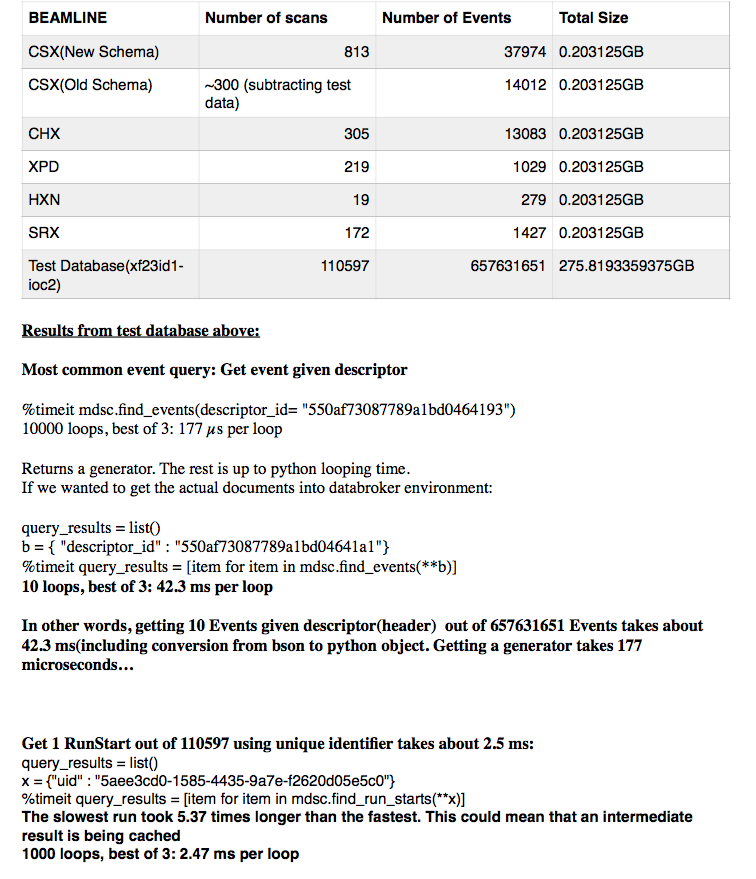 BEAMLINE Number of scans Number of Events Total Size
CSX(New Schema) 813 37974 0.203125GB
CSX(Old Schema) ~300 (subtracting test data) 14012 0.203125GB
CHX 305 13083 0.203125GB
XPD 219 1029 0.203125GB
HXN 19 279 0.203125GB
SRX 172 1427 0.203125GB
Test Database(xf23id1-ioc2) 110597 657631651 275.8193359375GB
Results from test database above:
Most common event query: Get event given descriptor
%timeit mdsc.find_events(descriptor_id= "550af73087789a1bd0464193")
10000 loops, best of 3: 177 µs per loop
Returns a generator. The rest is up to python looping time.
If we wanted to get the actual documents into databroker environment:
query_results = list()
b = { "descriptor_id" : "550af73087789a1bd04641a1"}
%timeit query_results = [item for item in mdsc.find_events(**b)]
10 loops, best of 3: 42.3 ms per loop
In other words, getting 10 Events given descriptor(header)  out of 657631651 Events takes about
42.3 ms(including conversion from bson to python object. Getting a generator takes 177
microseconds…
Get 1 RunStart out of 110597 using unique identifier takes about 2.5 ms:
query_results = list()
x = {"uid" : "5aee3cd0-1585-4435-9a7e-f2620d05e5c0"}
%timeit query_results = [item for item in mdsc.find_run_starts(**x)]
The slowest run took 5.37 times longer than the fastest. This could mean that an intermediate
result is being cached
1000 loops, best of 3: 2.47 ms per loop